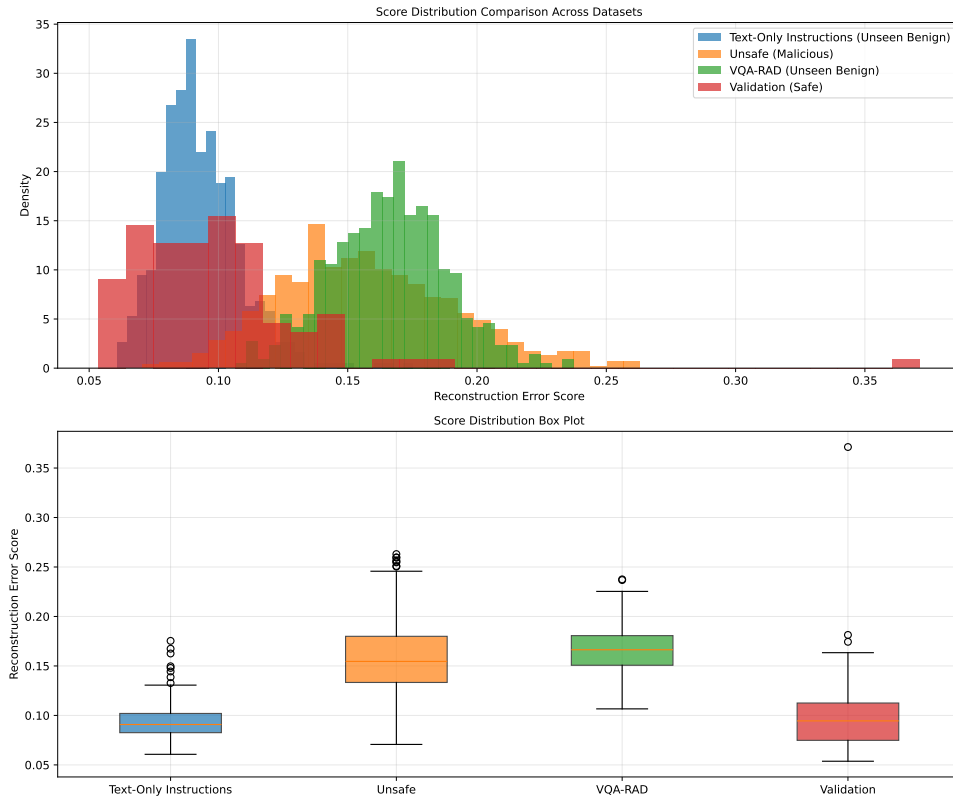 Score Distribution Comparison Across Datasets
35
30
25
20
15
10
5
0
Density
Text-Only Instructions (Unseen Benign)
Unsafe (Malicious)
VQA-RAD (Unseen Benign)
Validation (Safe)
0.05 0.10 0.15 0.20 0.25 0.30 0.35
Reconstruction Error Score
Score Distribution Box Plot
0.35
0.30
0.25
0.20
0.15
0.10
0.05
Reconstruction Error Score
Text-Only Instructions Unsafe VQA-RAD Validation